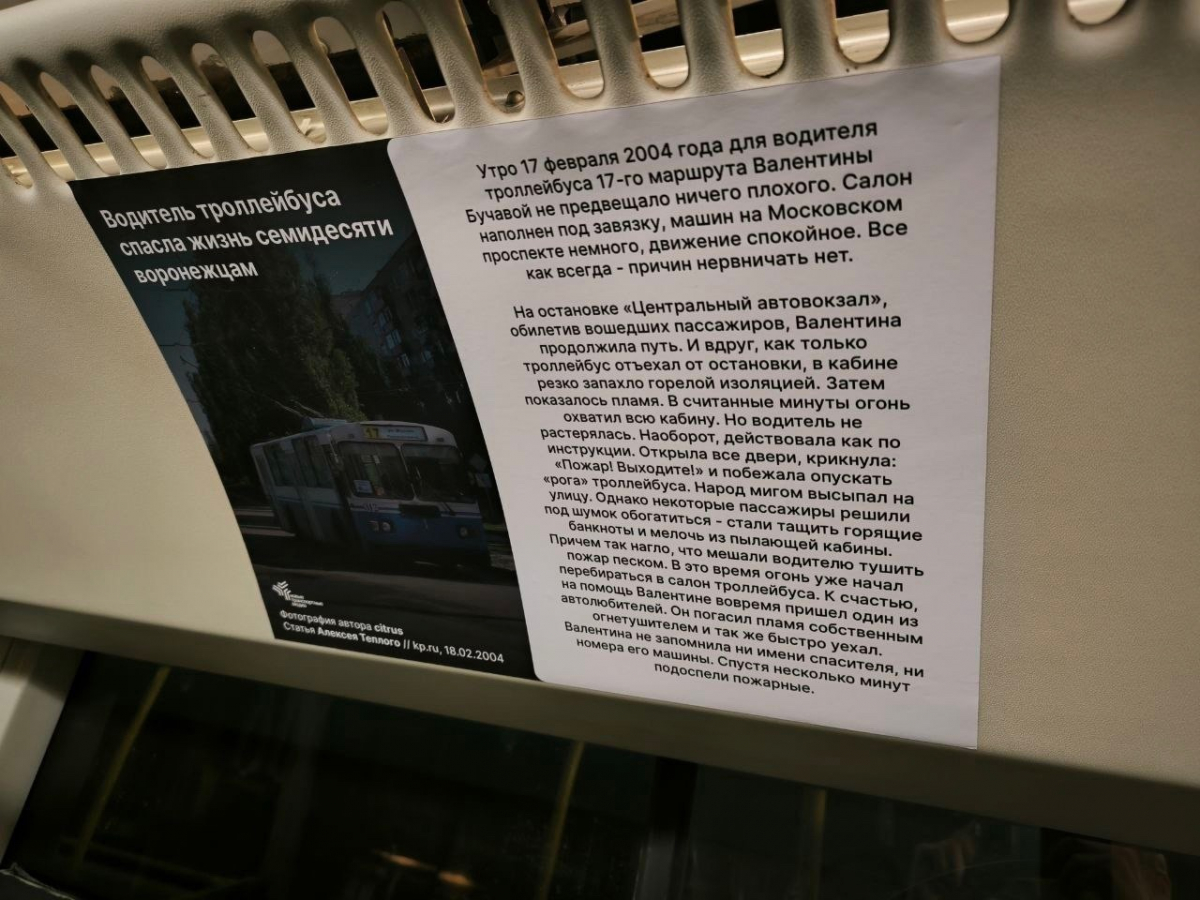 Водитель троллейбуса
спасла жизнь семидесяти
воронежцам
17
Фотография автора citrus
Статья Алексея Теплого // kp.ru, 18.02.2004
Утро 17 февраля 2004 года для водителя
троллейбуса 17-го маршрута Валентины
Бучавой не предвещало ничего плохого. Салон
наполнен под завязку, машин на Московском
проспекте немного, движение спокойное. Все
как всегда - причин нервничать нет.
На остановке «Центральный автовокзал»,
обилетив вошедших пассажиров, Валентина
продолжила путь. И вдруг, как только
троллейбус отъехал от остановки, в кабине
резко запахло горелой изоляцией. Затем
показалось пламя. В считанные минуты огонь
охватил всю кабину. Но водитель не
растерялась. Наоборот, действовала как по
инструкции. Открыла все двери, крикнула:
«Пожар! Выходите!» и побежала опускать
«рога» троллейбуса. Народ мигом высыпал на
улицу. Однако некоторые пассажиры решили
под шумок обогатиться - стали тащить горящие
банкноты и мелочь из пылающей кабины.
Причем так нагло, что мешали водителю тушить
пожар песком. В это время огонь уже начал
перебираться в салон троллейбуса. К счастью,
на помощь Валентине вовремя пришел один из
автолюбителей. Он погасил пламя собственным
огнетушителем и так же быстро уехал.
Валентина не запомнила ни имени спасителя, ни
номера его машины. Спустя несколько минут
подоспели пожарные.